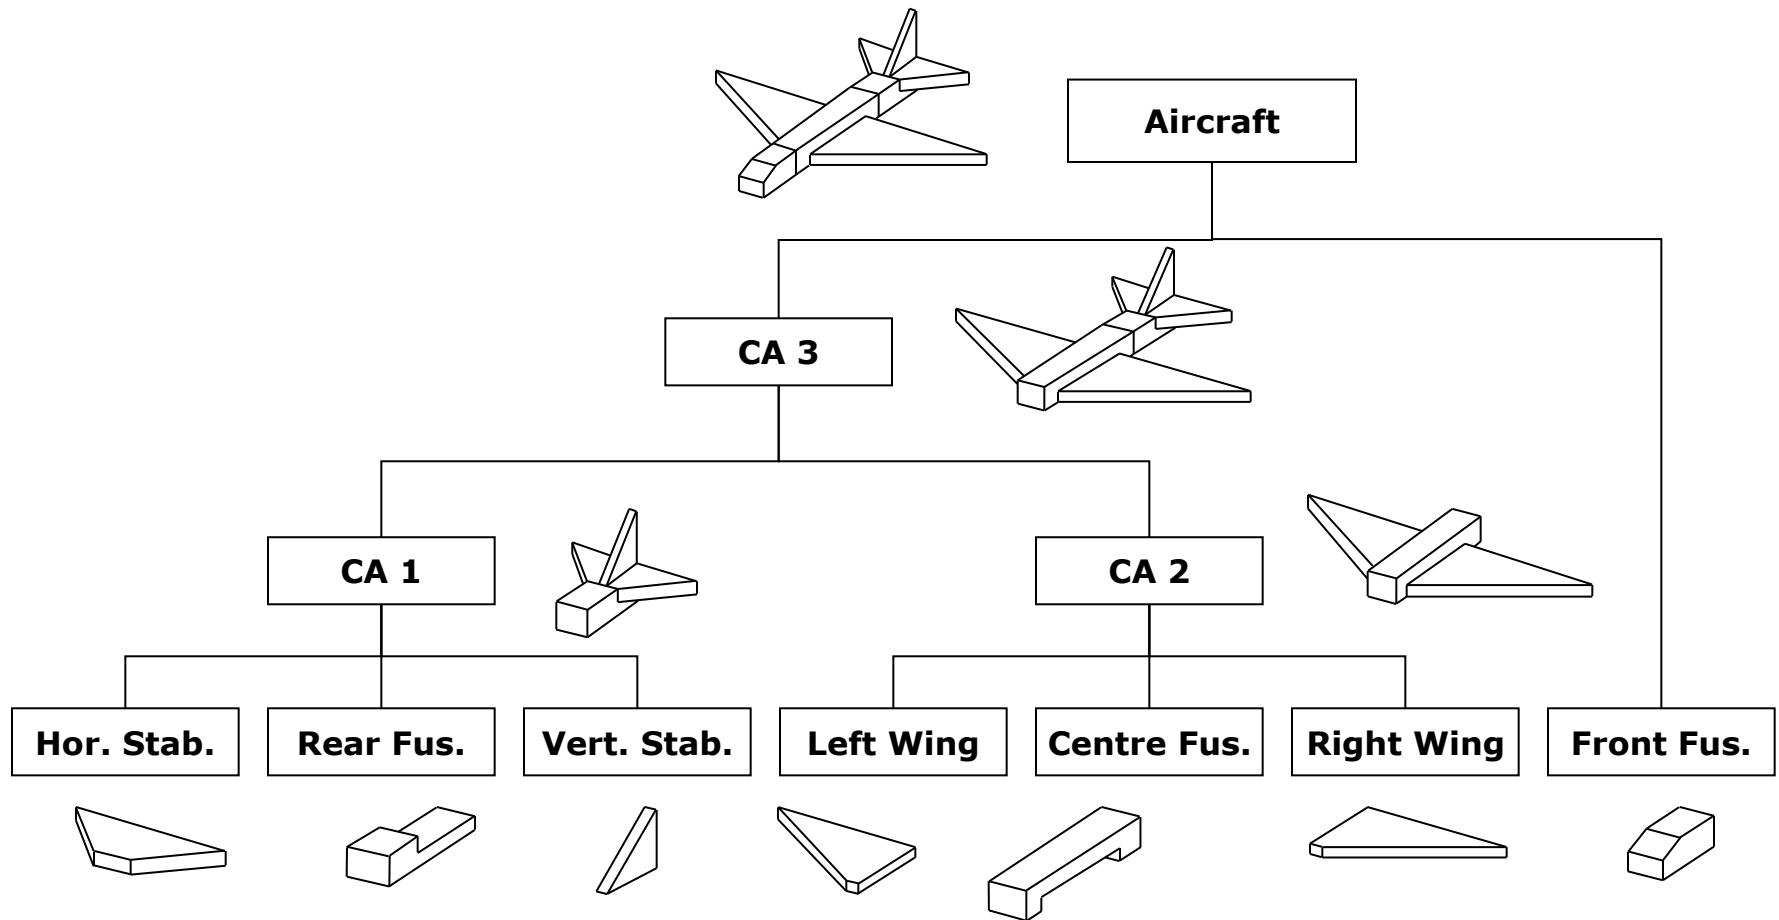 Aircraft
CA 3
CA 1
CA 2
Hor. Stab.
Rear Fus.
Vert. Stab.
Left Wing
Centre Fus.
Right Wing
Front Fus.